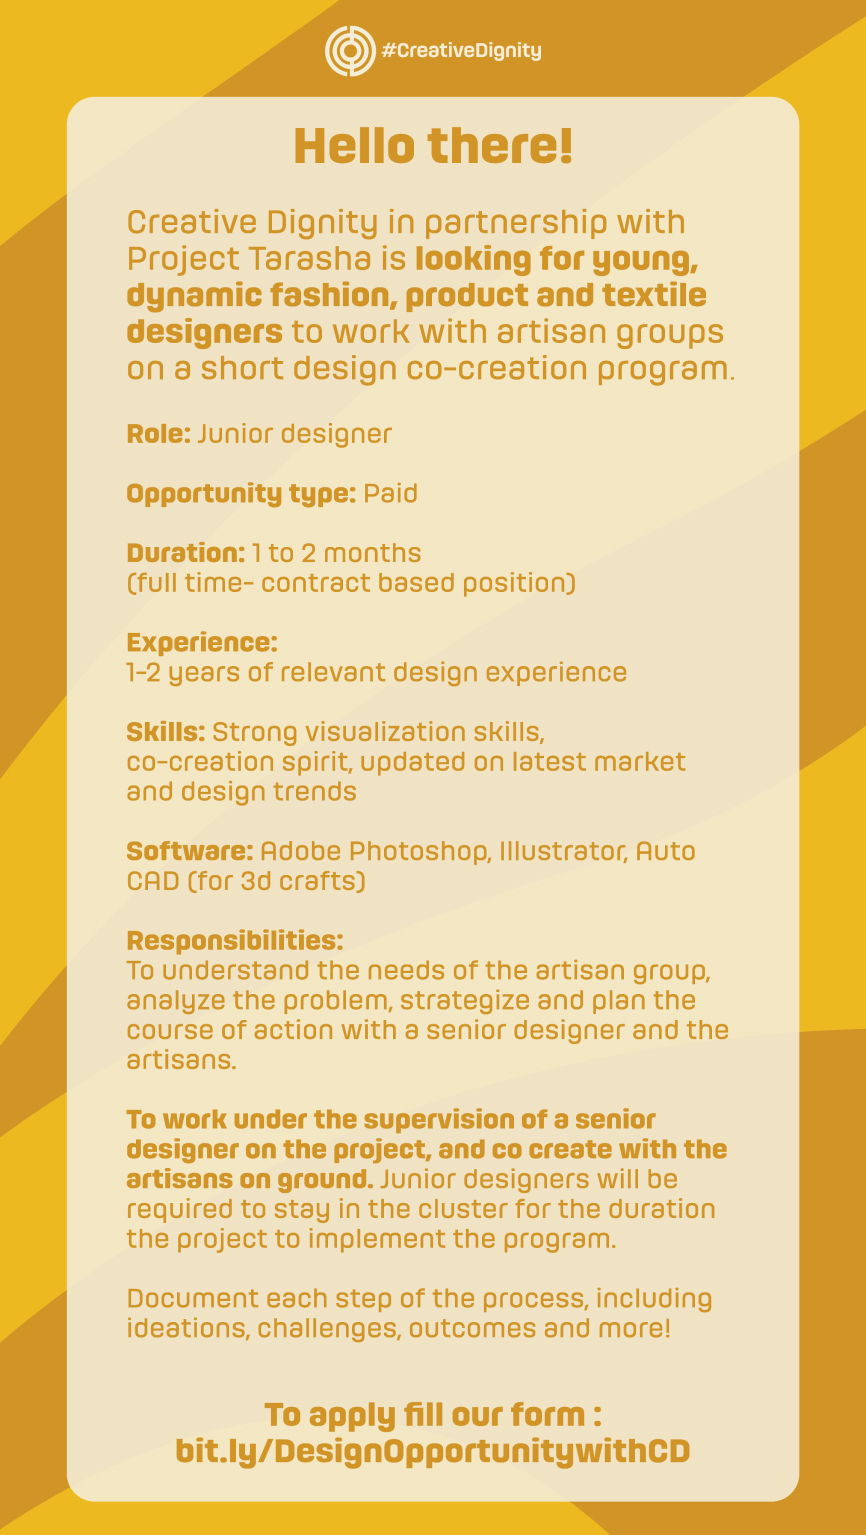 #CreativeDignity
Hello there!
Creative Dignity in partnership with
Project Tarasha is looking for young,
dynamic fashion, product and textile
designers to work with artisan groups
on a short design co-creation program.
Role: Junior designer
Opportunity type: Paid
Duration: 1 to 2 months
(full time- contract based position)
Experience:
1-2 years of relevant design experience
Skills: Strong visualization skills,
co-creation spirit, updated on latest market
and design trends
Software: Adobe Photoshop, Illustrator, Auto
CAD (for 3d crafts)
Responsibilities:
To understand the needs of the artisan group,
analyze the problem, strategize and plan the
course of action with a senior designer and the
artisans.
To work under the supervision of a senior
designer on the project, and co create with the
artisans on ground. Junior designers will be
required to stay in the cluster for the duration
the project to implement the program.
Document each step of the process, including
ideations, challenges, outcomes and more!
To apply fill our form :
bit.ly/DesignOpportunitywithCD